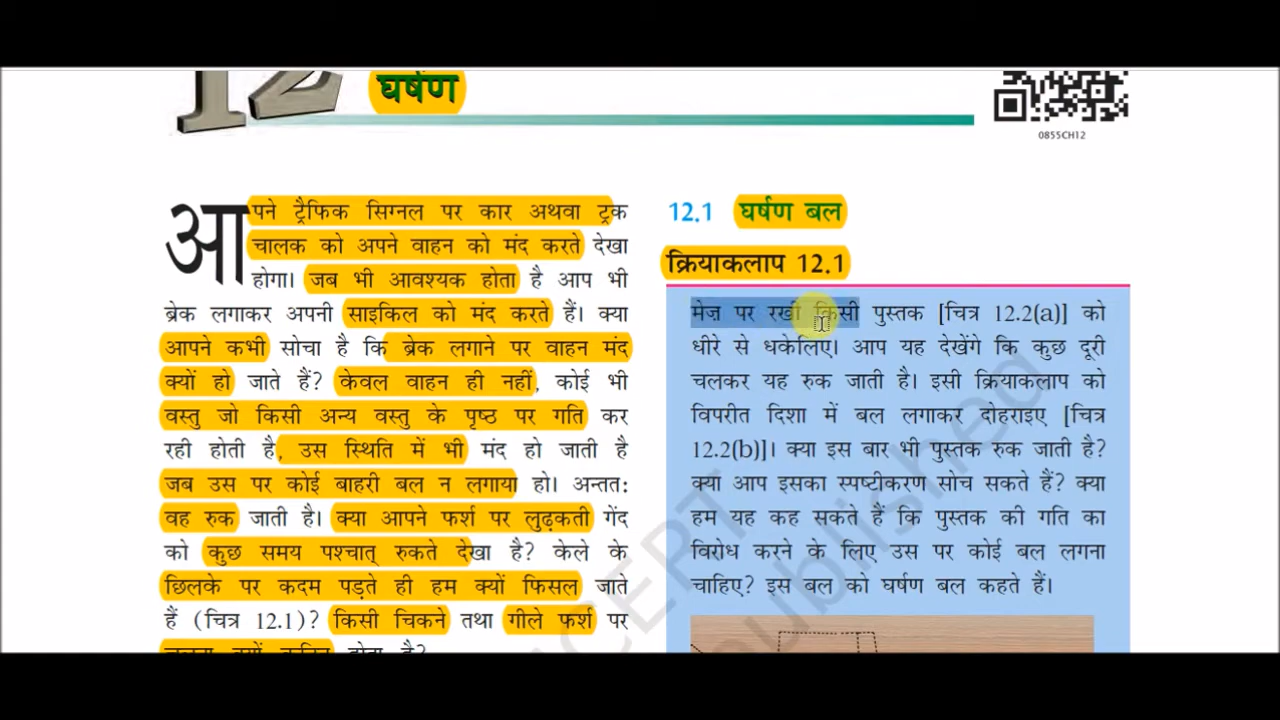 12
घर्षण
0855CH12
आपने ट्रैफिक सिग्नल पर कार अथवा ट्रक
चालक को अपने वाहन को मंद करते देखा
होगा। जब भी आवश्यक होता है आप भी
ब्रेक लगाकर अपनी साइकिल को मंद करते हैं। क्या
आपने कभी सोचा है कि ब्रेक लगाने पर वाहन मंद
क्यों हो जाते हैं? केवल वाहन ही नहीं, कोई भी
वस्तु जो किसी अन्य वस्तु के पृष्ठ पर गति कर
रही होती है, उस स्थिति में भी मंद हो जाती है
जब उस पर कोई बाहरी बल न लगाया हो। अन्तत:
वह रुक जाती है। क्या आपने फर्श पर लुढ़कती गेंद
को कुछ समय पश्चात् रुकते देखा है? केले के
छिलके पर कदम पड़ते ही हम क्यों फिसल जाते
हैं (चित्र 12.1)? किसी चिकने तथा गीले फर्श पर
चलना क्यों कठिन होता है?
12.1 घर्षण बल
क्रियाकलाप 12.1
मेज़ पर रखी किसी पुस्तक [चित्र 12.2(a)] को
धीरे से धकेलिए। आप यह देखेंगे कि कुछ दूरी
चलकर यह रुक जाती है। इसी क्रियाकलाप को
विपरीत दिशा में बल लगाकर दोहराइए [चित्र
12.2(b)]। क्या इस बार भी पुस्तक रुक जाती है?
क्या आप इसका स्पष्टीकरण सोच सकते हैं? क्या
हम यह कह सकते हैं कि पुस्तक की गति का
विरोध करने के लिए उस पर कोई बल लगना
चाहिए? इस बल को घर्षण बल कहते हैं।